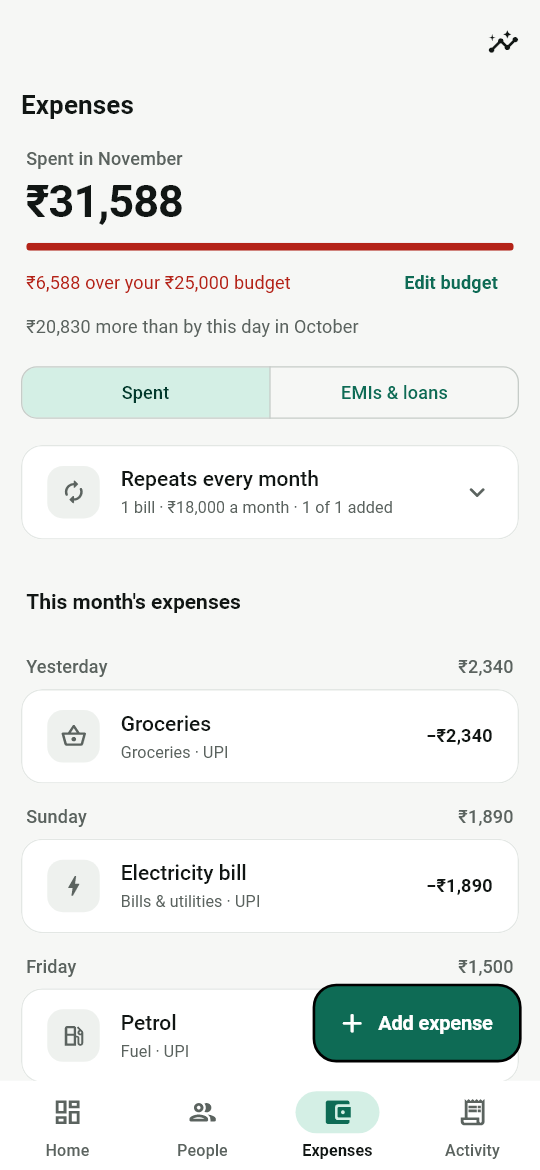 Expenses
Spent in November
₹31,588
₹6,588 over your ₹25,000 budget
Edit budget
₹20,830 more than by this day in October
Spent
EMIs & loans
Repeats every month
1 bill · ₹18,000 a month · 1 of 1 added
This month's expenses
Yesterday
₹2,340
Groceries
−₹2,340
Groceries · UPI
Sunday
₹1,890
Electricity bill
−₹1,890
Bills & utilities · UPI
Friday
₹1,500
Petrol
Fuel · UPI
Add expense
Home
People
Expenses
Activity